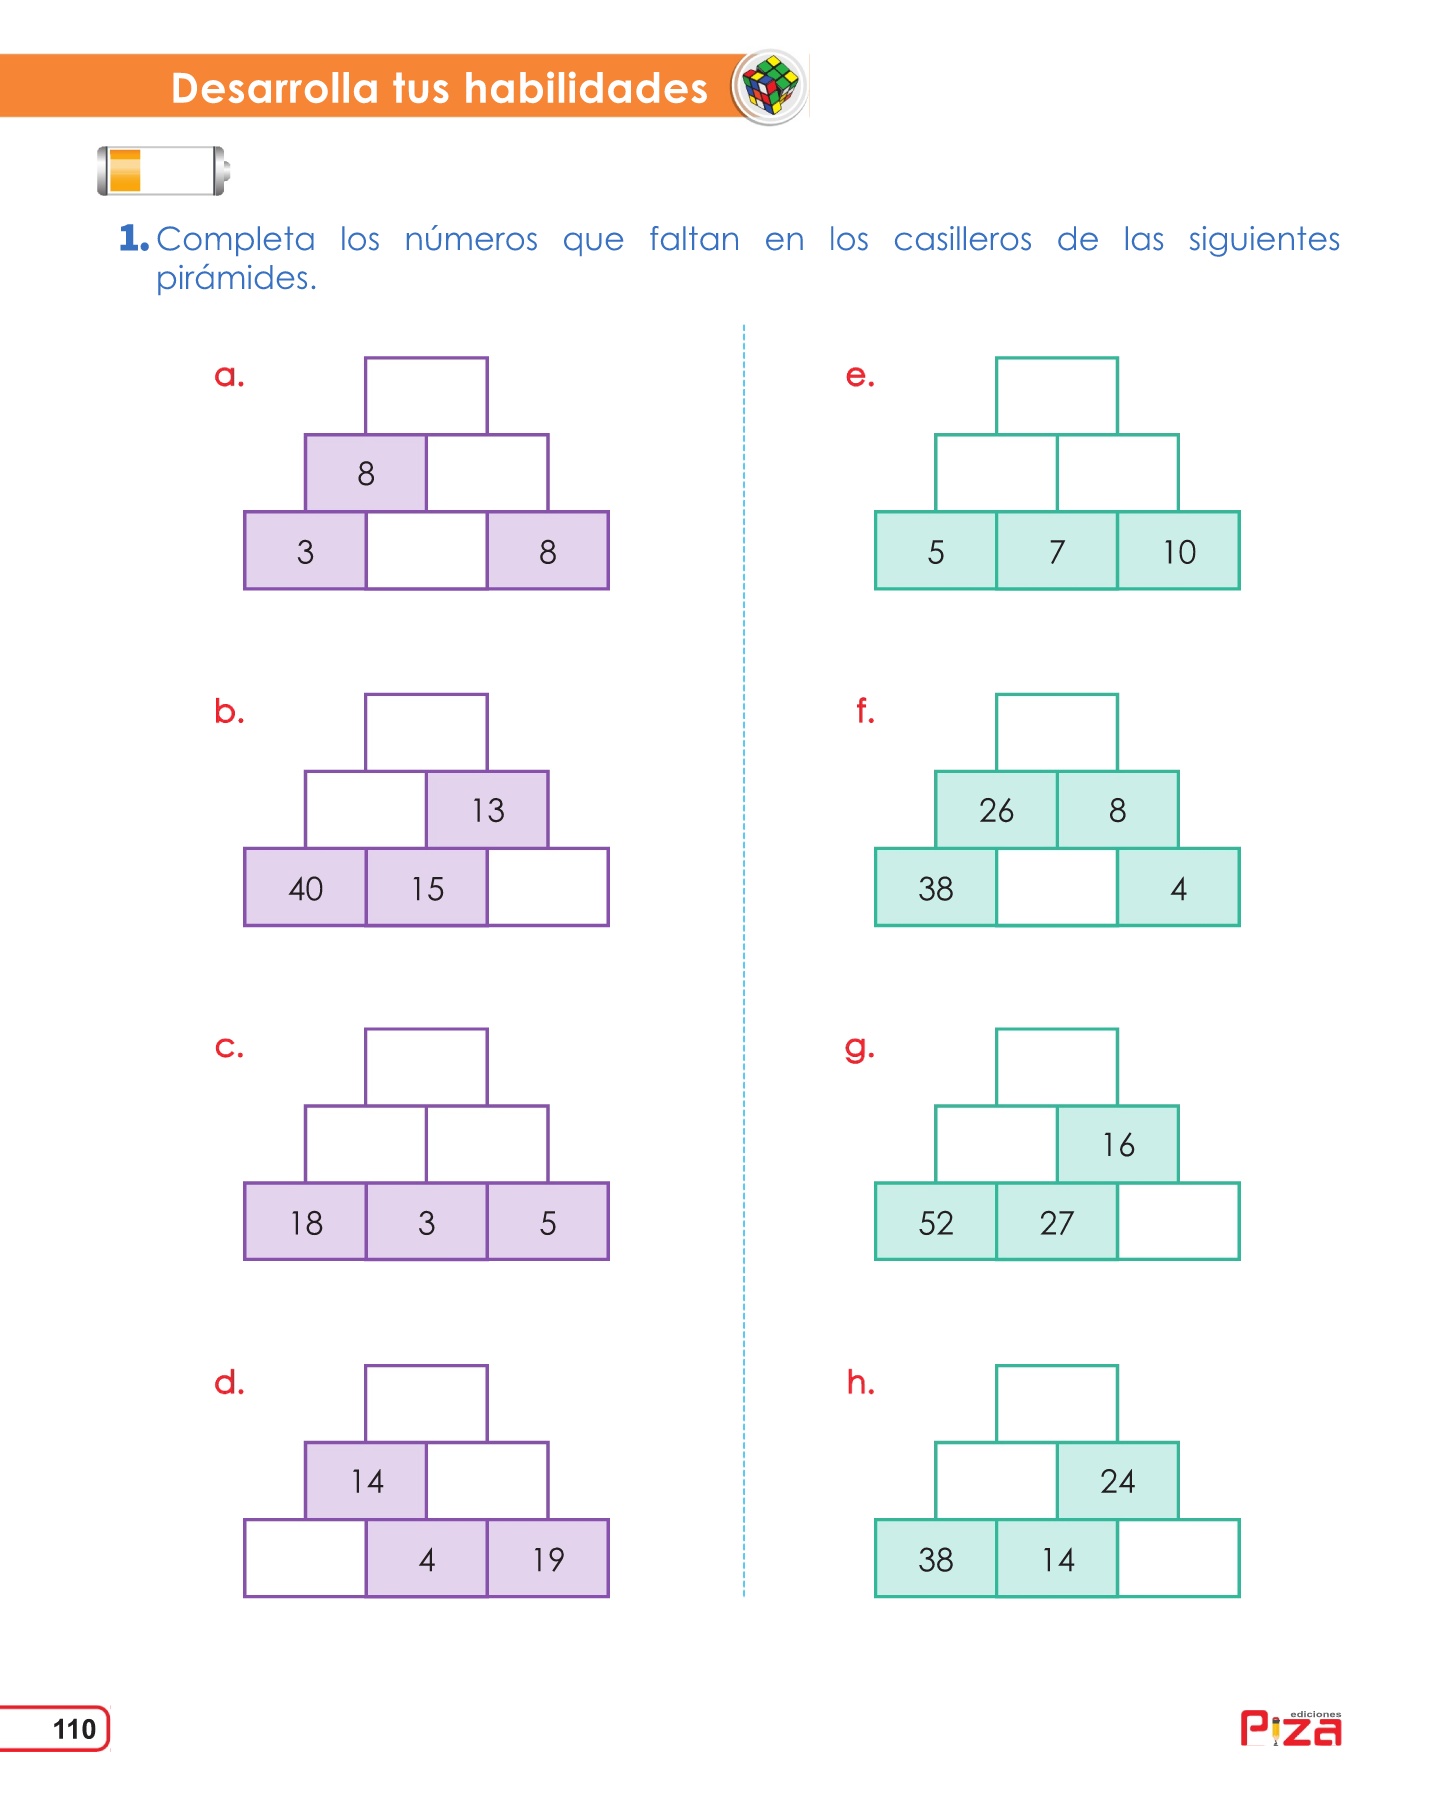 Desarrolla tus habilidades
1. Completa los números que faltan en los casilleros de las siguientes
pirámides.
a.
8
3 8
b.
13
40 15
c.
18 3 5
d.
14
4 19
e.
5 7 10
f.
26 8
38 4
g.
16
52 27
h.
24
38 14
110
ediciones
Piza